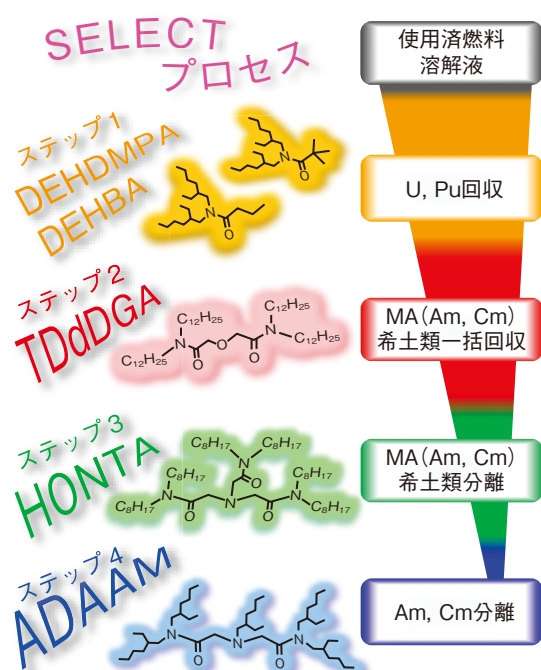 SELECT
プロセス
使用済燃料
溶解液
ステップ1
DEHDMPA
DEHBA
N
O
N
O
U, Pu回収
ステップ2
TDdDGA
C12H25
C12H25
C12H25
C12H25
N
N
O
O
O
MA(Am, Cm)
希土類一括回収
ステップ3
HONTA
C8H17
C8H17
C8H17
C8H17
C8H17
C8H17
N
N
N
N
O
O
O
MA(Am, Cm)
希土類分離
ステップ4
ADAAM
N
N
N
O
O
Am, Cm分離